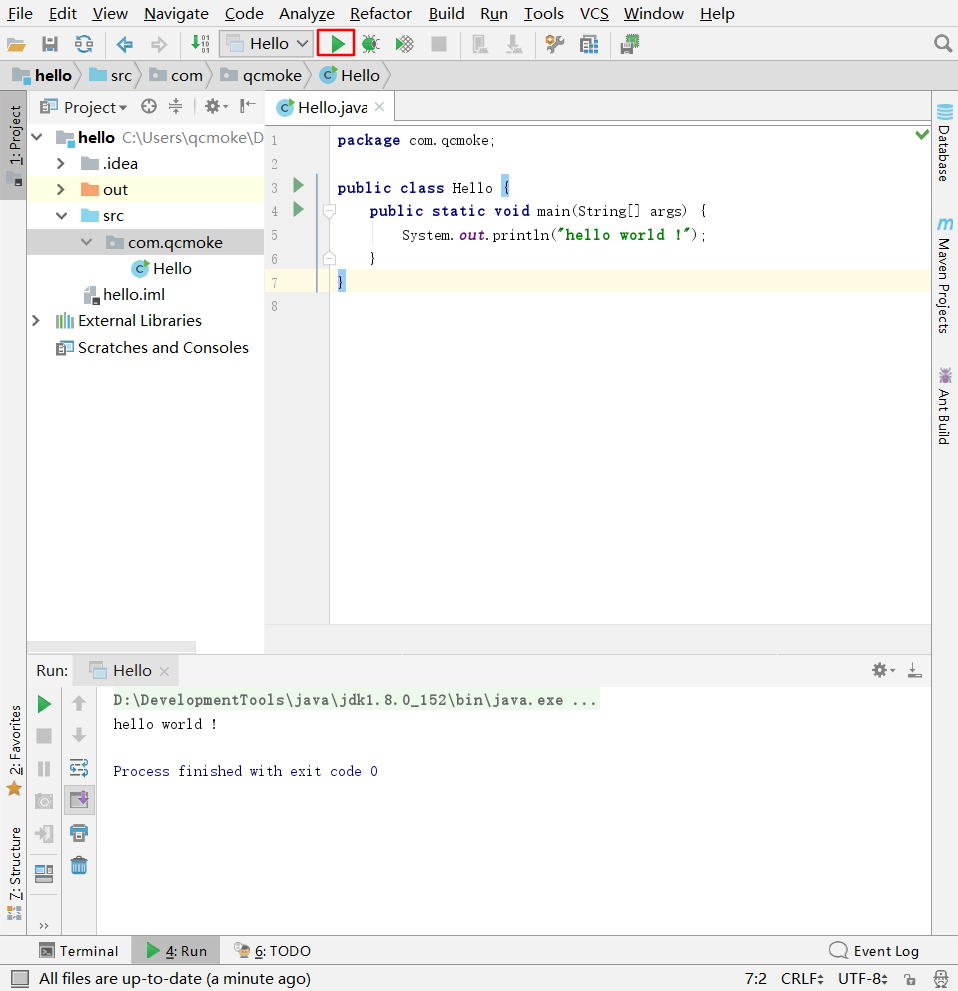 File Edit View Navigate Code Analyze Refactor Build Run Tools VCS Window Help
Hello
hello src com qcmoke Hello
1: Project
Project
hello C:\Users\qcmoke\D
.idea
out
src
com.qcmoke
Hello
hello.iml
External Libraries
Scratches and Consoles
Hello.java
1 package com.qcmoke;
2
3 public class Hello {
4 public static void main(String[] args) {
5 System.out.println("hello world !");
6 }
7 }
8
Database
Maven Projects
Ant Build
Run: Hello
D:\DevelopmentTools\java\jdk1.8.0_152\bin\java.exe ...
hello world !
Process finished with exit code 0
2: Favorites
7: Structure
Terminal 4: Run 6: TODO Event Log
All files are up-to-date (a minute ago) 7:2 CRLF UTF-8